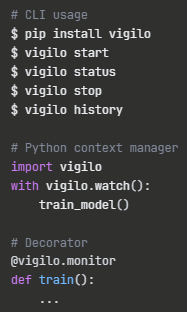 # CLI usage
$ pip install vigilo
$ vigilo start
$ vigilo status
$ vigilo stop
$ vigilo history

# Python context manager
import vigilo
with vigilo.watch():
    train_model()

# Decorator
@vigilo.monitor
def train():
    ...